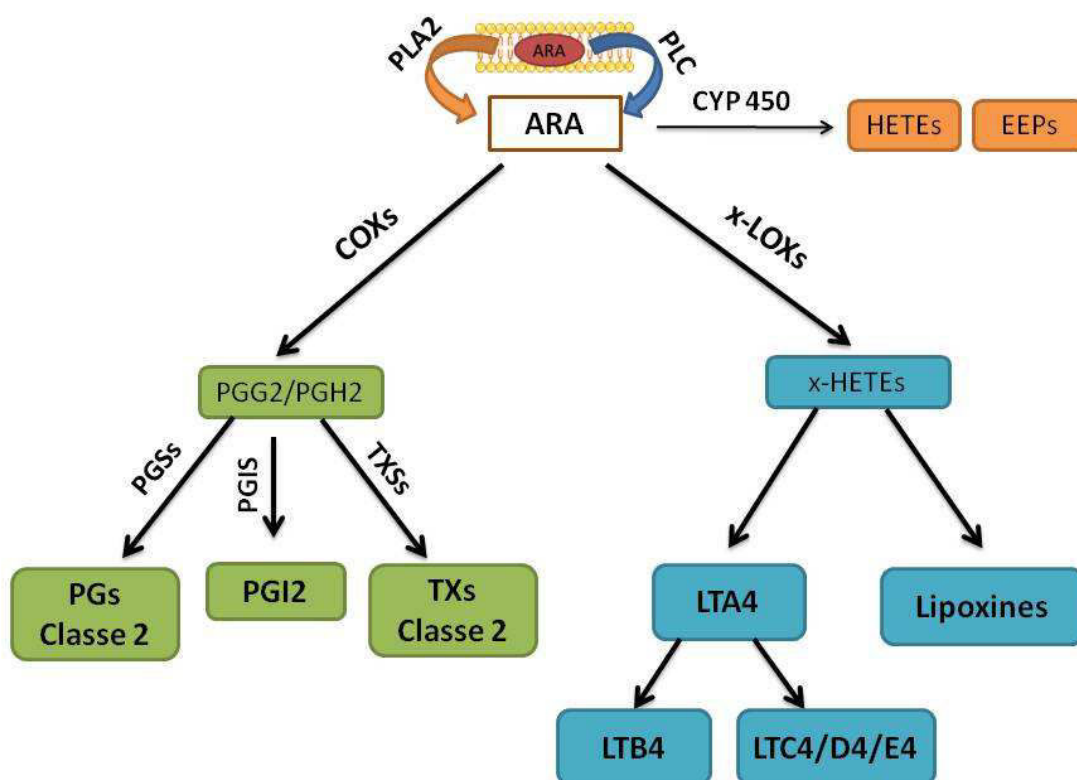 PLA2
ARA
PLC
ARA
CYP 450
HETEs
EEPs
COXs
x-LOXs
PGG2/PGH2
x-HETEs
PGSs
PGIS
TXSs
PGs
Classe 2
PGI2
TXs
Classe 2
LTA4
Lipoxines
LTB4
LTC4/D4/E4